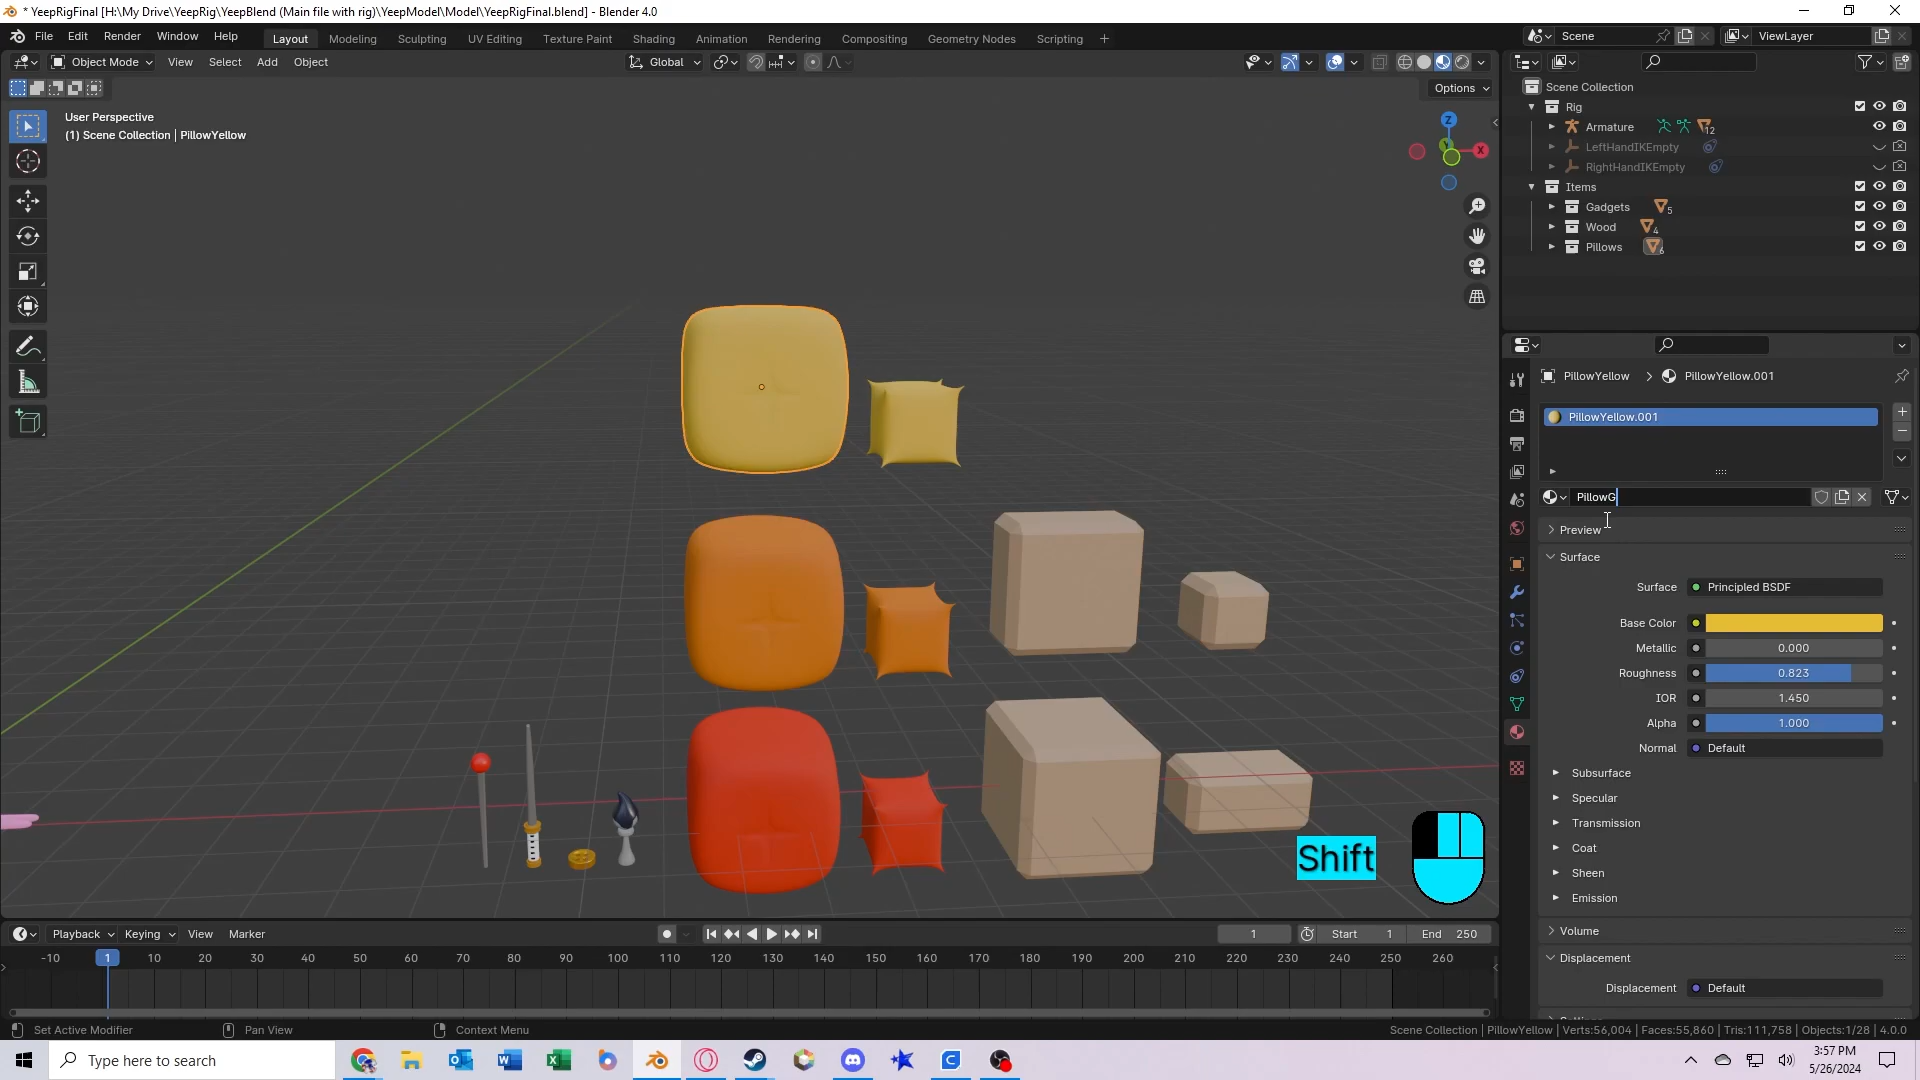 * YeepRigFinal [H:\My Drive\YeepRig\YeepBlend (Main file with rig)\YeepModel\Model\YeepRigFinal.blend] - Blender 4.0
File Edit Render Window Help
Layout Modeling Sculpting UV Editing Texture Paint Shading Animation Rendering Compositing Geometry Nodes Scripting +
Scene
ViewLayer
Object Mode View Select Add Object
Global
Options
User Perspective
(1) Scene Collection | PillowYellow
Z
Y
X
Scene Collection
Rig
Armature 12
LeftHandIKEmpty
RightHandIKEmpty
Items
Gadgets 5
Wood 4
Pillows 6
PillowYellow > PillowYellow.001
PillowYellow.001
PillowG
Preview
Surface
Surface Principled BSDF
Base Color
Metallic 0.000
Roughness 0.823
IOR 1.450
Alpha 1.000
Normal Default
Subsurface
Specular
Transmission
Coat
Sheen
Emission
Volume
Displacement
Displacement Default
Shift
Playback Keying View Marker
1 Start 1 End 250
-10 1 10 20 30 40 50 60 70 80 90 100 110 120 130 140 150 160 170 180 190 200 210 220 230 240 250 260
Set Active Modifier Pan View Context Menu
Scene Collection | PillowYellow | Verts:56,004 | Faces:55,860 | Tris:111,758 | Objects:1/28 | 4.0.0
Type here to search
3:57 PM
5/26/2024